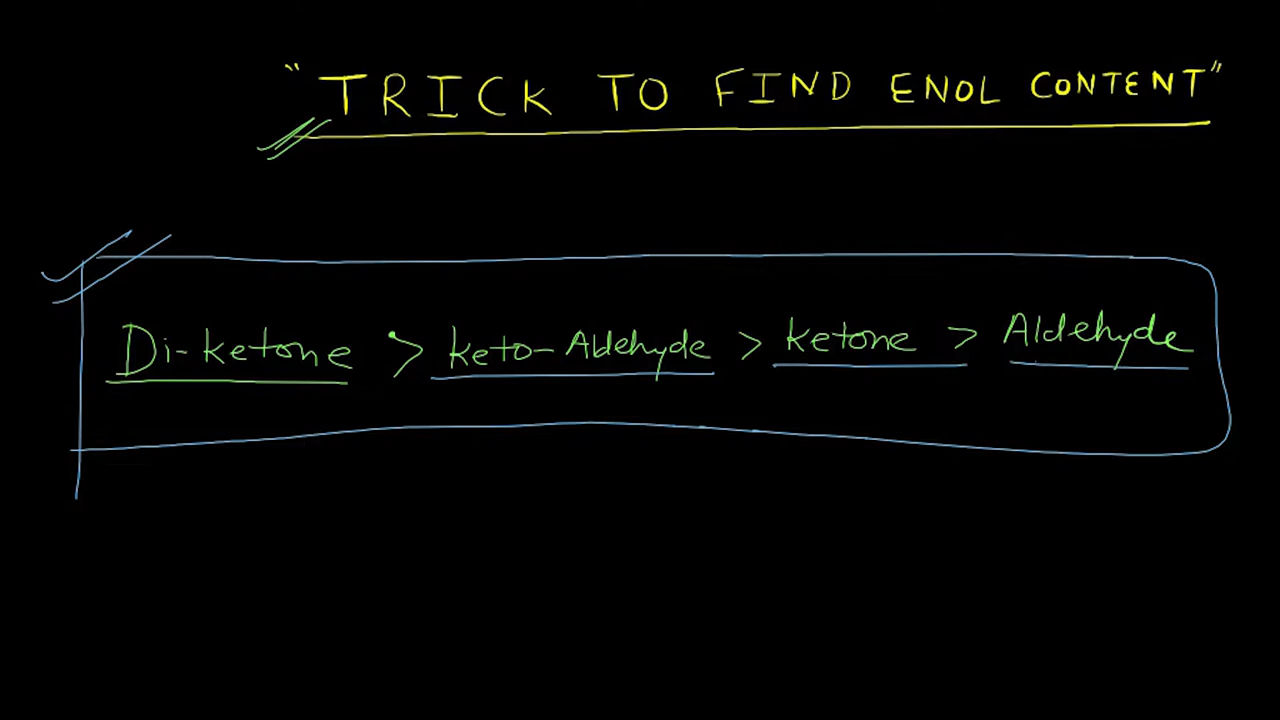 "TRICK TO FIND ENOL CONTENT"
Di-ketone > keto-Aldehyde > ketone > Aldehyde